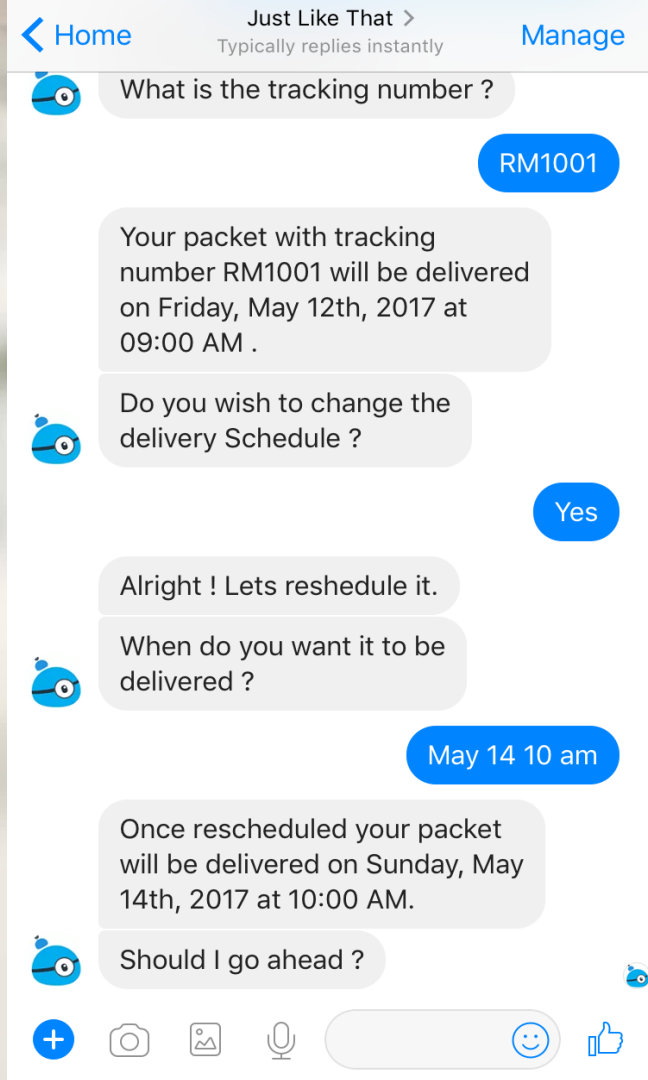 Just Like That
Home
Typically replies instantly
Manage
What is the tracking number ?
RM1001
Your packet with tracking
number RM1001 will be delivered
on Friday, May 12th, 2017 at
09:00 AM .
Do you wish to change the
delivery Schedule ?
Yes
Alright ! Lets reshedule it.
When do you want it to be
delivered ?
May 14 10 am
Once rescheduled your packet
will be delivered on Sunday, May
14th, 2017 at 10:00 AM.
Should I go ahead ?